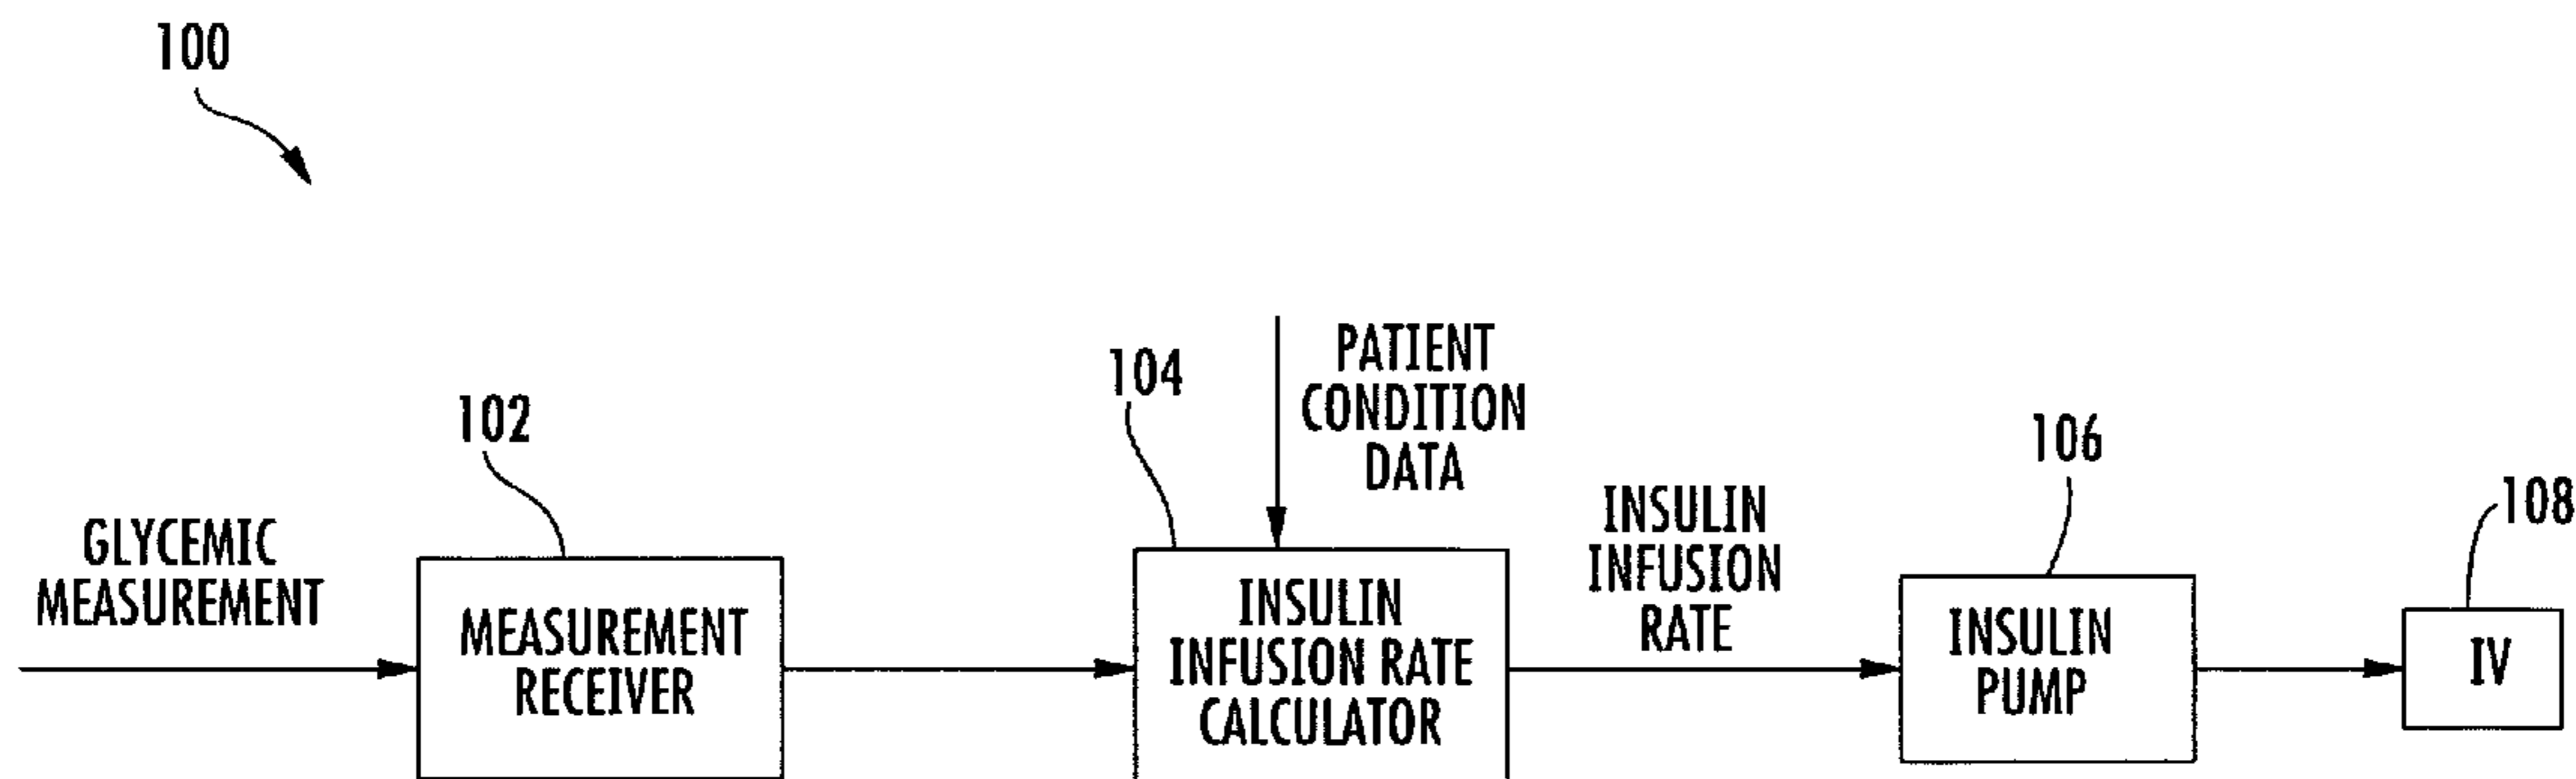 100
PATIENT
CONDITION
DATA
104
102
106
108
GLYCEMIC
MEASUREMENT
INSULIN
INFUSION
RATE
MEASUREMENT
RECEIVER
INSULIN
INFUSION RATE
CALCULATOR
INSULIN
PUMP
IV